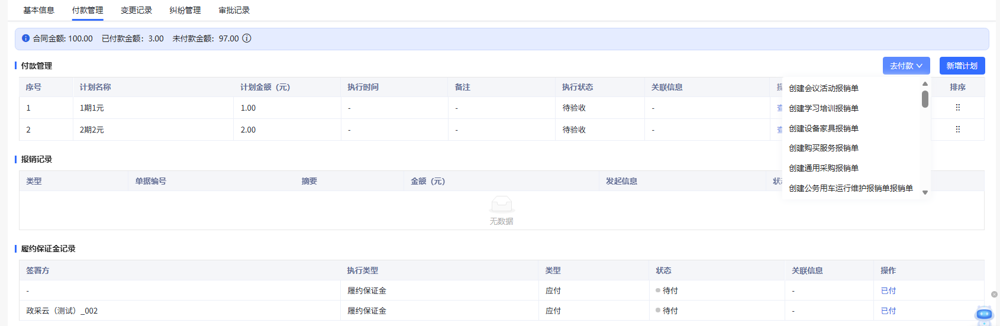 基本信息 付款管理 变更记录 纠纷管理 审批记录
合同金额: 100.00 已付款金额：3.00 未付款金额：97.00
付款管理 去付款 新增计划
序号 计划名称 计划金额（元） 执行时间 备注 执行状态 关联信息 排序
创建会议活动报销单
1 1期1元 1.00 - - 待验收 - 查
创建学习培训报销单
2 2期2元 2.00 - - 待验收 - 查
创建设备家具报销单
创建购买服务报销单
报销记录
创建通用采购报销单
类型 单据编号 摘要 金额（元） 发起信息 状
创建公务用车运行维护报销单报销单
无数据
履约保证金记录
签署方 执行类型 类型 状态 关联信息 操作
- 履约保证金 应付 待付 - 已付
政采云（测试）_002 履约保证金 应付 待付 - 已付